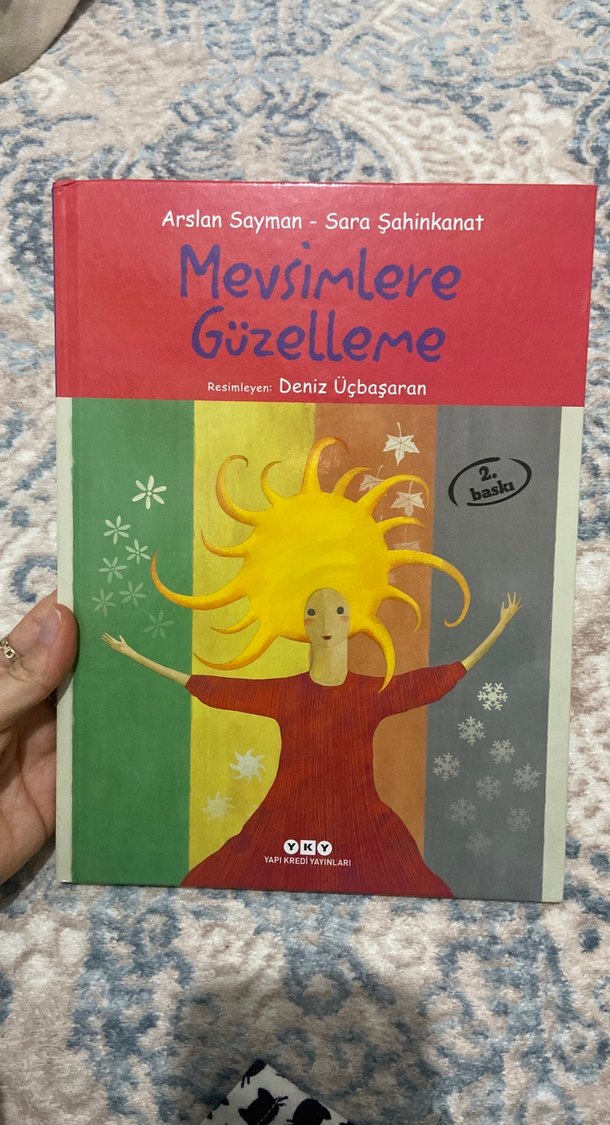 Arslan Sayman - Sara Şahinkanat
Mevsimlere
Güzelleme
Resimleyen: Deniz Üçbaşaran
2.
baskı
YKY
YAPI KREDİ YAYINLARI